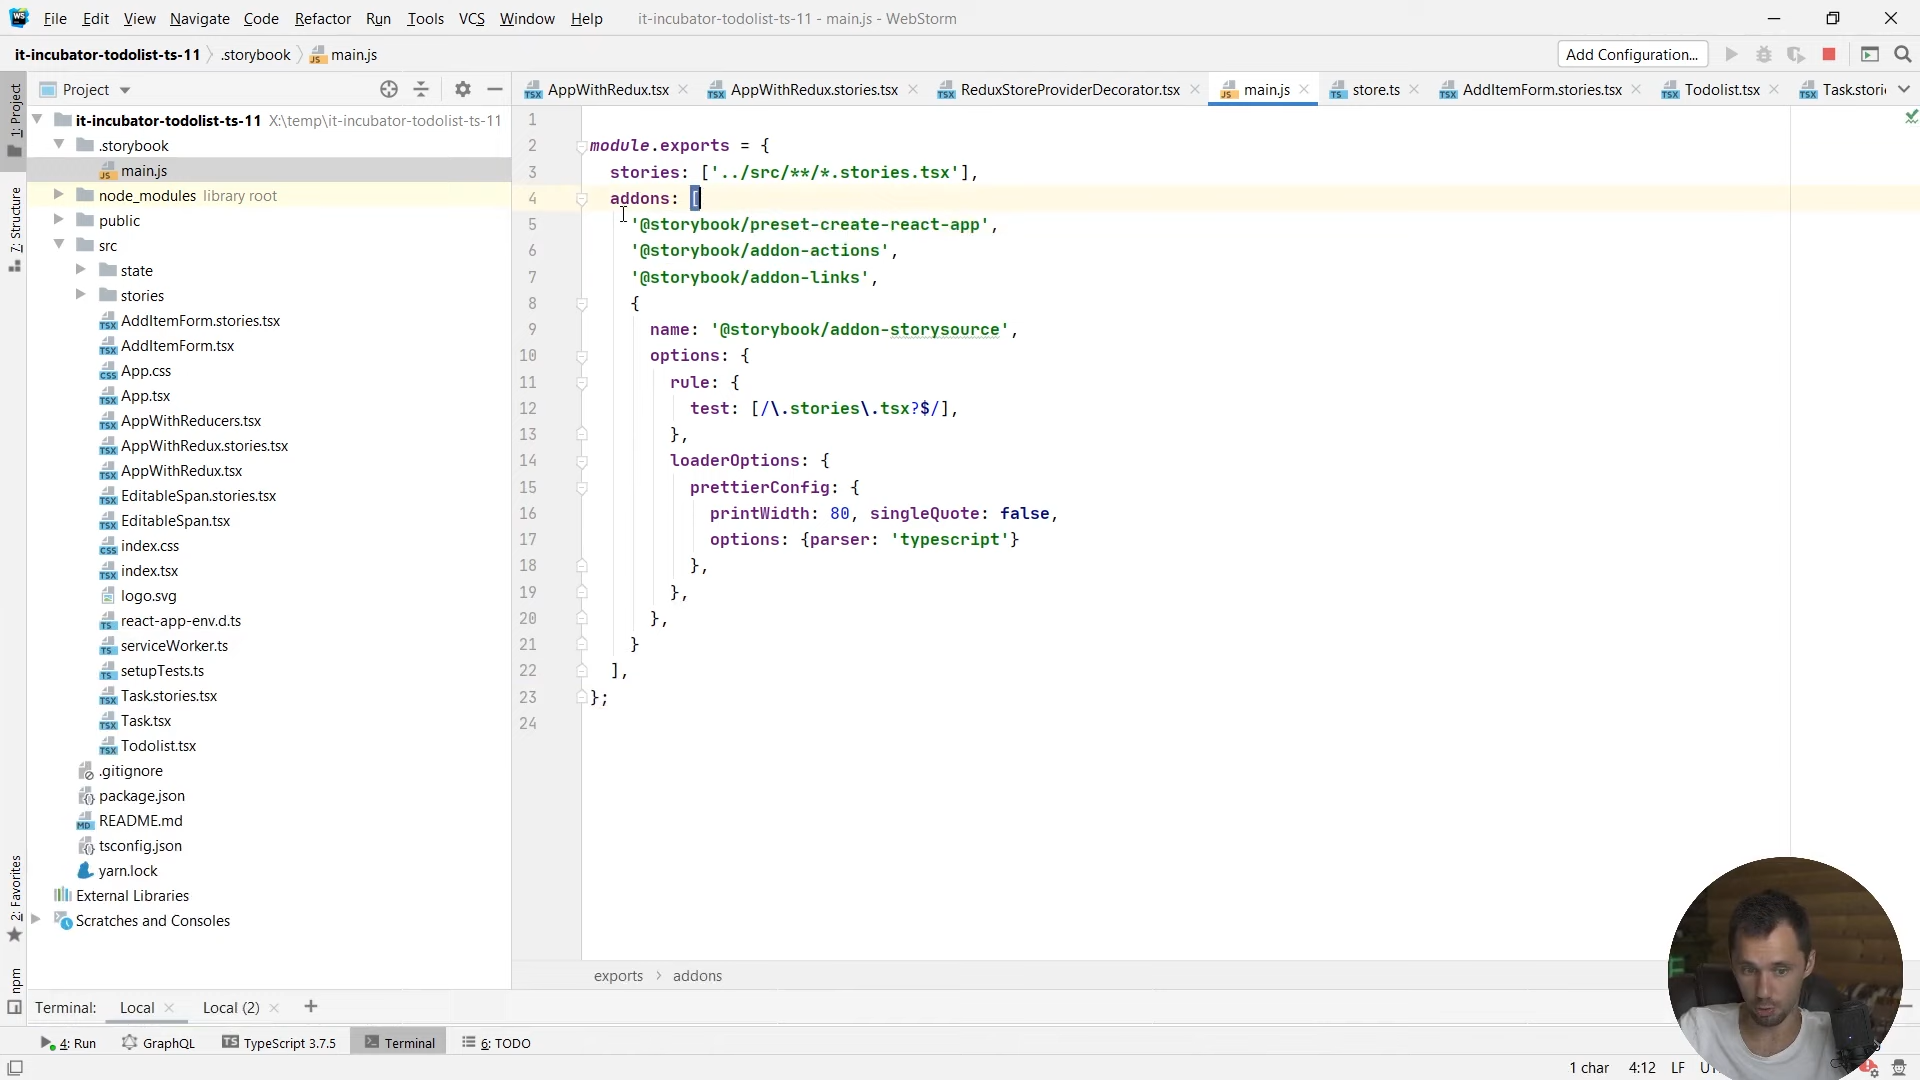 File Edit View Navigate Code Refactor Run Tools VCS Window Help it-incubator-todolist-ts-11 - main.js - WebStorm
it-incubator-todolist-ts-11 .storybook main.js Add Configuration...
Project
AppWithRedux.tsx AppWithRedux.stories.tsx ReduxStoreProviderDecorator.tsx main.js store.ts AddItemForm.stories.tsx Todolist.tsx Task.stori
1: Project
7: Structure
2: Favorites
npm
it-incubator-todolist-ts-11 X:\temp\it-incubator-todolist-ts-11
.storybook
main.js
node_modules library root
public
src
state
stories
AddItemForm.stories.tsx
AddItemForm.tsx
App.css
App.tsx
AppWithReducers.tsx
AppWithRedux.stories.tsx
AppWithRedux.tsx
EditableSpan.stories.tsx
EditableSpan.tsx
index.css
index.tsx
logo.svg
react-app-env.d.ts
serviceWorker.ts
setupTests.ts
Task.stories.tsx
Task.tsx
Todolist.tsx
.gitignore
package.json
README.md
tsconfig.json
yarn.lock
External Libraries
Scratches and Consoles
1
2 module.exports = {
3 stories: ['../src/**/*.stories.tsx'],
4 addons: [
5 '@storybook/preset-create-react-app',
6 '@storybook/addon-actions',
7 '@storybook/addon-links',
8 {
9 name: '@storybook/addon-storysource',
10 options: {
11 rule: {
12 test: [/\.stories\.tsx?$/],
13 },
14 loaderOptions: {
15 prettierConfig: {
16 printWidth: 80, singleQuote: false,
17 options: {parser: 'typescript'}
18 },
19 },
20 },
21 }
22 ],
23 };
24
exports > addons
Terminal: Local Local (2) +
4: Run GraphQL TypeScript 3.7.5 Terminal 6: TODO
1 char 4:12 LF